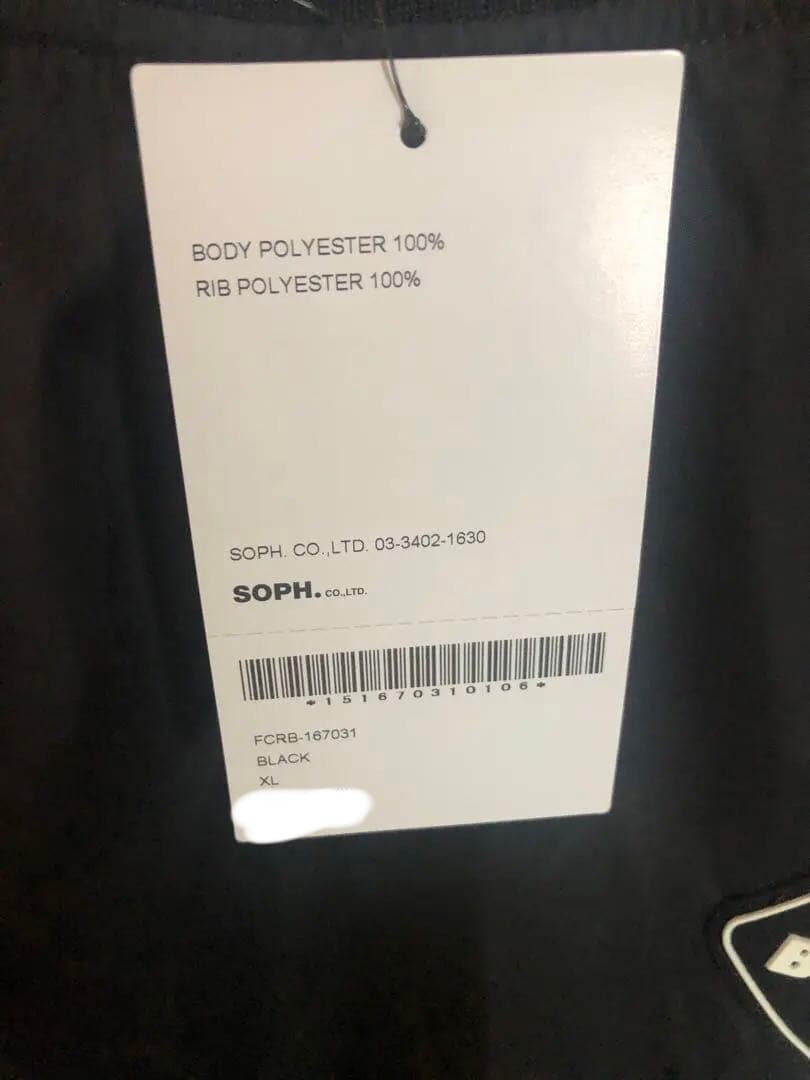 BODY POLYESTER 100%
RIB POLYESTER 100%
SOPH. CO.,LTD. 03-3402-1630
SOPH. CO.,LTD.
*151670310106*
FCRB-167031
BLACK
XL